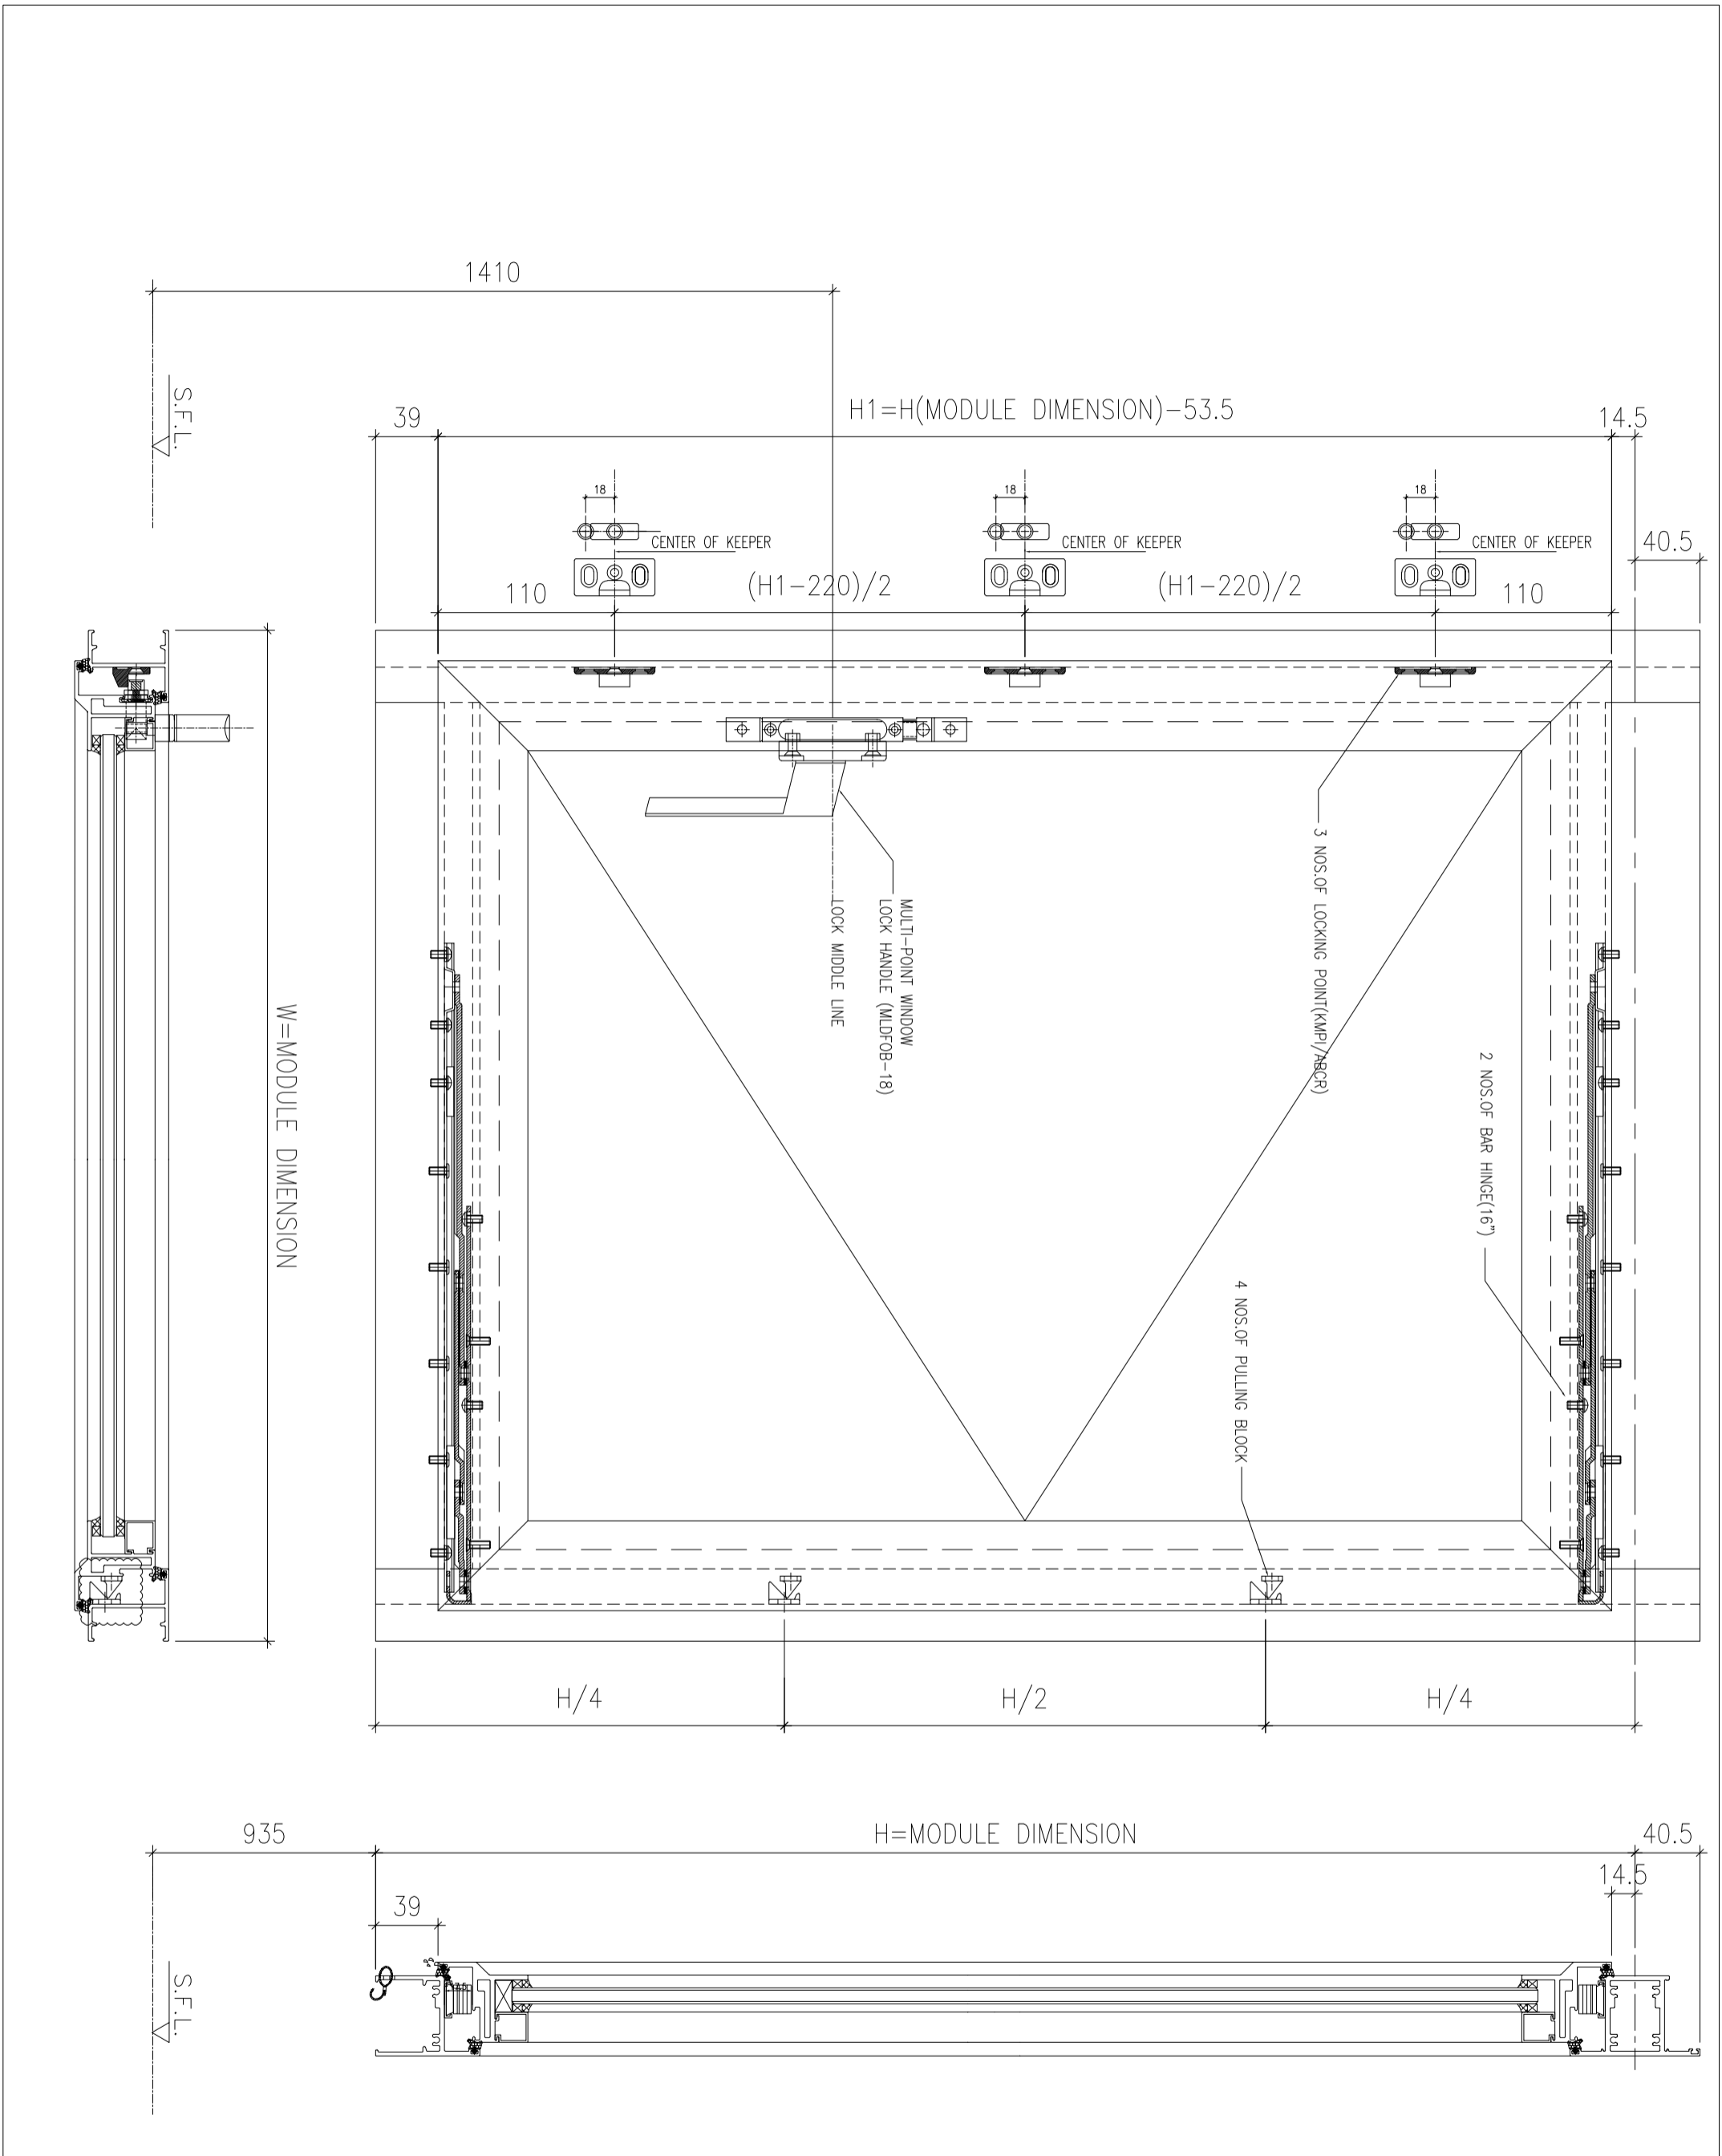 1410
S.F.L.
39
H1=H(MODULE DIMENSION)-53.5
14.5
18
18
18
CENTER OF KEEPER
CENTER OF KEEPER
CENTER OF KEEPER
40.5
110
(H1-220)/2
(H1-220)/2
110
3 NOS.OF LOCKING POINT(KMPI/ABCR)
MULTI-POINT WINDOW
LOCK HANDLE (MLDFOB-18)
LOCK MIDDLE LINE
2 NOS.OF BAR HINGE(16")
4 NOS.OF PULLING BLOCK
W=MODULE DIMENSION
H/4
H/2
H/4
935
H=MODULE DIMENSION
40.5
14.5
39
S.F.L.